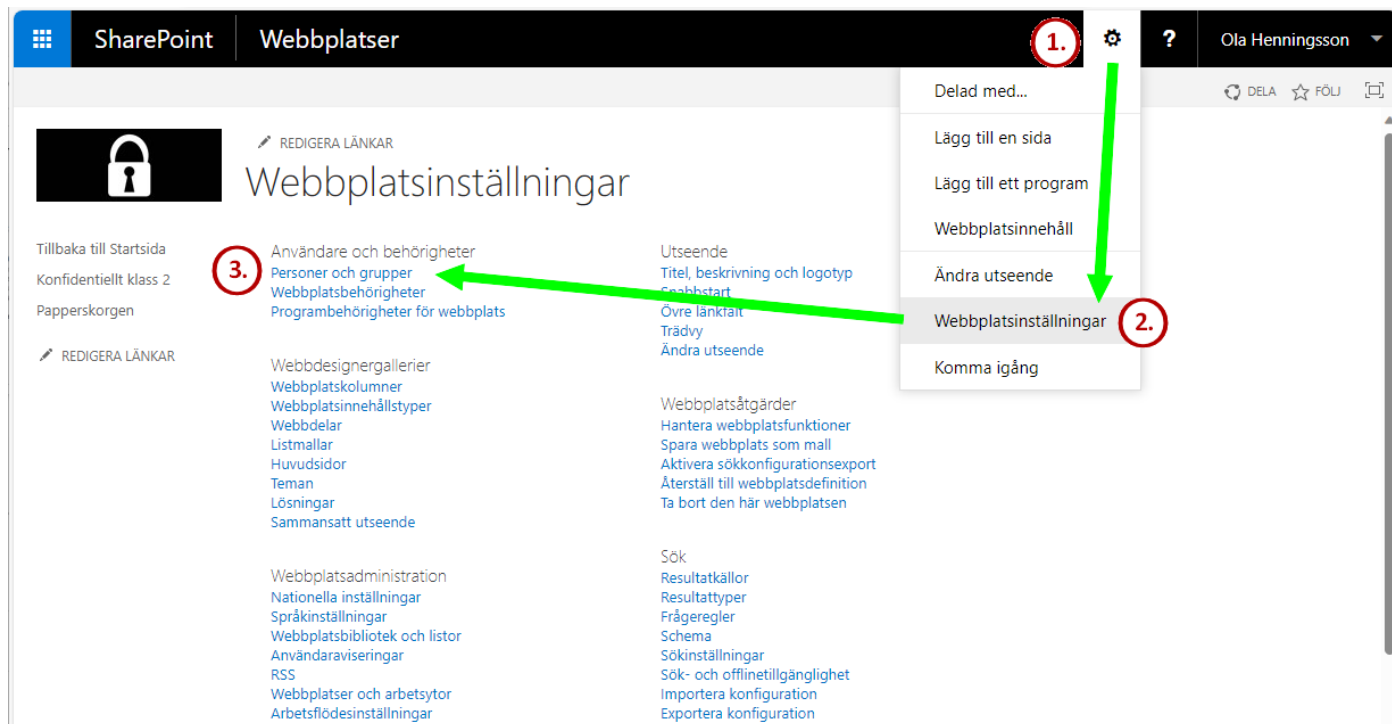 SharePoint
Webbplatser
1.
?
Ola Henningsson
DELA
FÖLJ
Delad med...
Lägg till en sida
Lägg till ett program
Webbplatsinnehåll
Ändra utseende
Webbplatsinställningar
2.
Komma igång
REDIGERA LÄNKAR
Webbplatsinställningar
Tillbaka till Startsida
Konfidentiellt klass 2
Papperskorgen
REDIGERA LÄNKAR
3.
Användare och behörigheter
Personer och grupper
Webbplatsbehörigheter
Programbehörigheter för webbplats
Webbdesignergallerier
Webbplatskolumner
Webbplatsinnehållstyper
Webbdelar
Listmallar
Huvudsidor
Teman
Lösningar
Sammansatt utseende
Webbplatsadministration
Nationella inställningar
Språkinställningar
Webbplatsbibliotek och listor
Användaraviseringar
RSS
Webbplatser och arbetsytor
Arbetsflödesinställningar
Utseende
Titel, beskrivning och logotyp
Snabbstart
Övre länkfält
Trädvy
Ändra utseende
Webbplatsåtgärder
Hantera webbplatsfunktioner
Spara webbplats som mall
Aktivera sökkonfigurationsexport
Återställ till webbplatsdefinition
Ta bort den här webbplatsen
Sök
Resultatkällor
Resultattyper
Frågeregler
Schema
Sökinställningar
Sök- och offlinetillgänglighet
Importera konfiguration
Exportera konfiguration